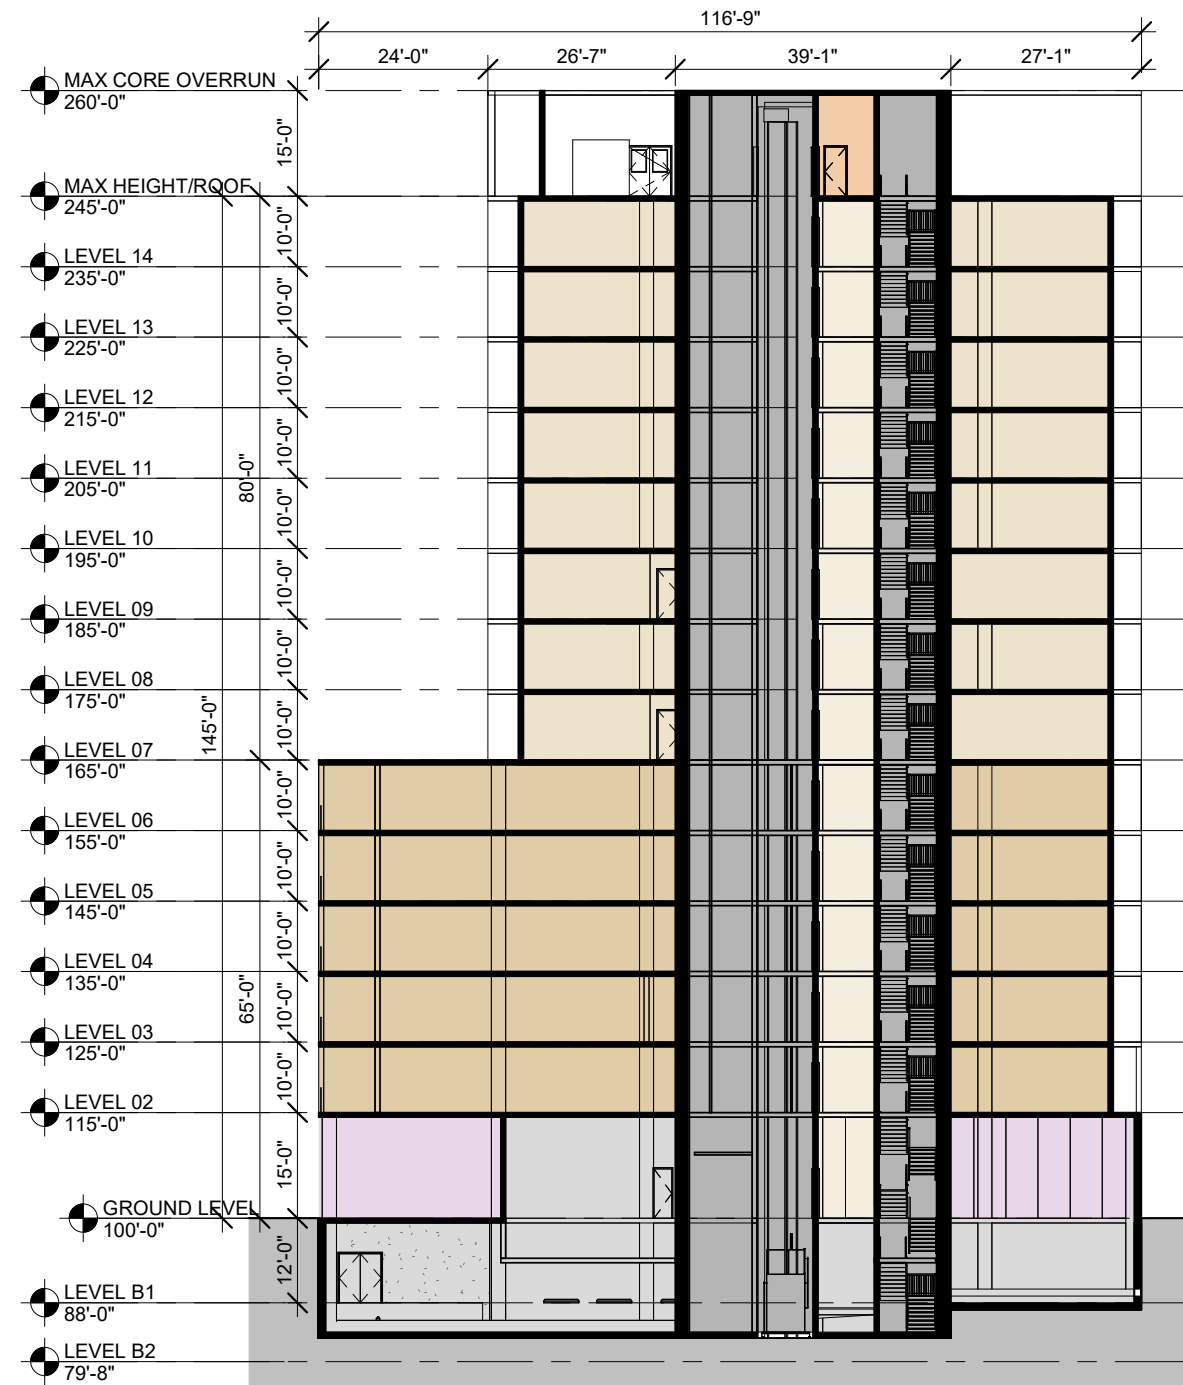 116'-9"
24'-0" 26'-7" 39'-1" 27'-1"
MAX CORE OVERRUN
260'-0"
15'-0"
MAX HEIGHT/ROOF
245'-0"
10'-0"
LEVEL 14
235'-0"
10'-0"
LEVEL 13
225'-0"
10'-0"
LEVEL 12
215'-0"
10'-0"
LEVEL 11
205'-0"
80'-0"
10'-0"
LEVEL 10
195'-0"
10'-0"
LEVEL 09
185'-0"
10'-0"
LEVEL 08
175'-0"
145'-0"
10'-0"
LEVEL 07
165'-0"
10'-0"
LEVEL 06
155'-0"
10'-0"
LEVEL 05
145'-0"
10'-0"
LEVEL 04
135'-0"
65'-0"
10'-0"
LEVEL 03
125'-0"
10'-0"
LEVEL 02
115'-0"
15'-0"
GROUND LEVEL
100'-0"
12'-0"
LEVEL B1
88'-0"
LEVEL B2
79'-8"